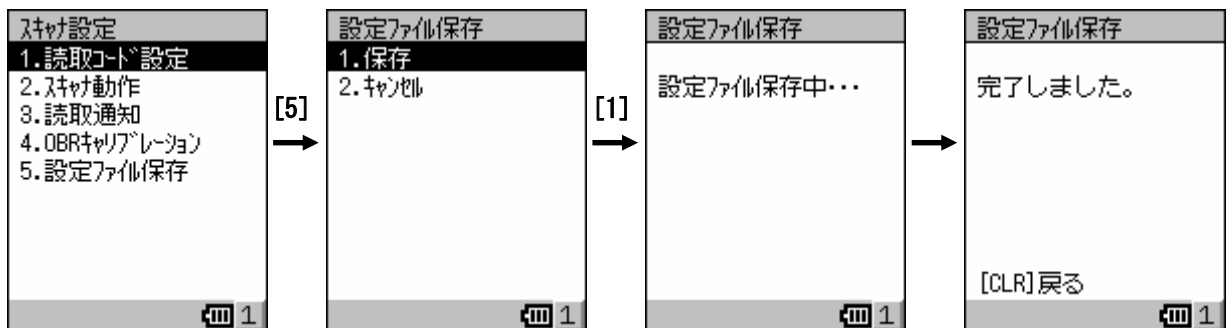 ｽｷｬﾅ設定
1.読取ｺｰﾄﾞ設定
2.ｽｷｬﾅ動作
3.読取通知
4.OBRｷｬﾘﾌﾞﾚｰｼｮﾝ
5.設定ﾌｧｲﾙ保存
1
[5]
設定ﾌｧｲﾙ保存
1.保存
2.ｷｬﾝｾﾙ
1
[1]
設定ﾌｧｲﾙ保存
設定ﾌｧｲﾙ保存中･･･
1
設定ﾌｧｲﾙ保存
完了しました。
[CLR]戻る
1